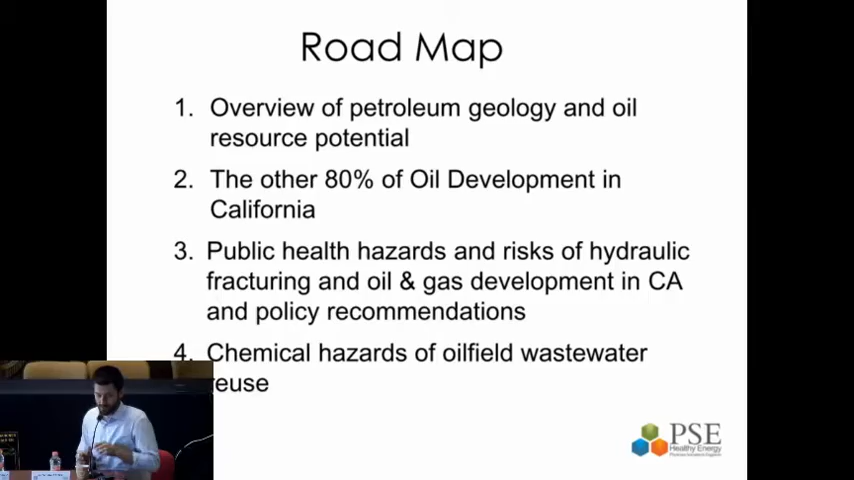 Road Map
1. Overview of petroleum geology and oil
resource potential
2. The other 80% of Oil Development in
California
3. Public health hazards and risks of hydraulic
fracturing and oil & gas development in CA
and policy recommendations
4. Chemical hazards of oilfield wastewater
reuse
PSE
Healthy Energy